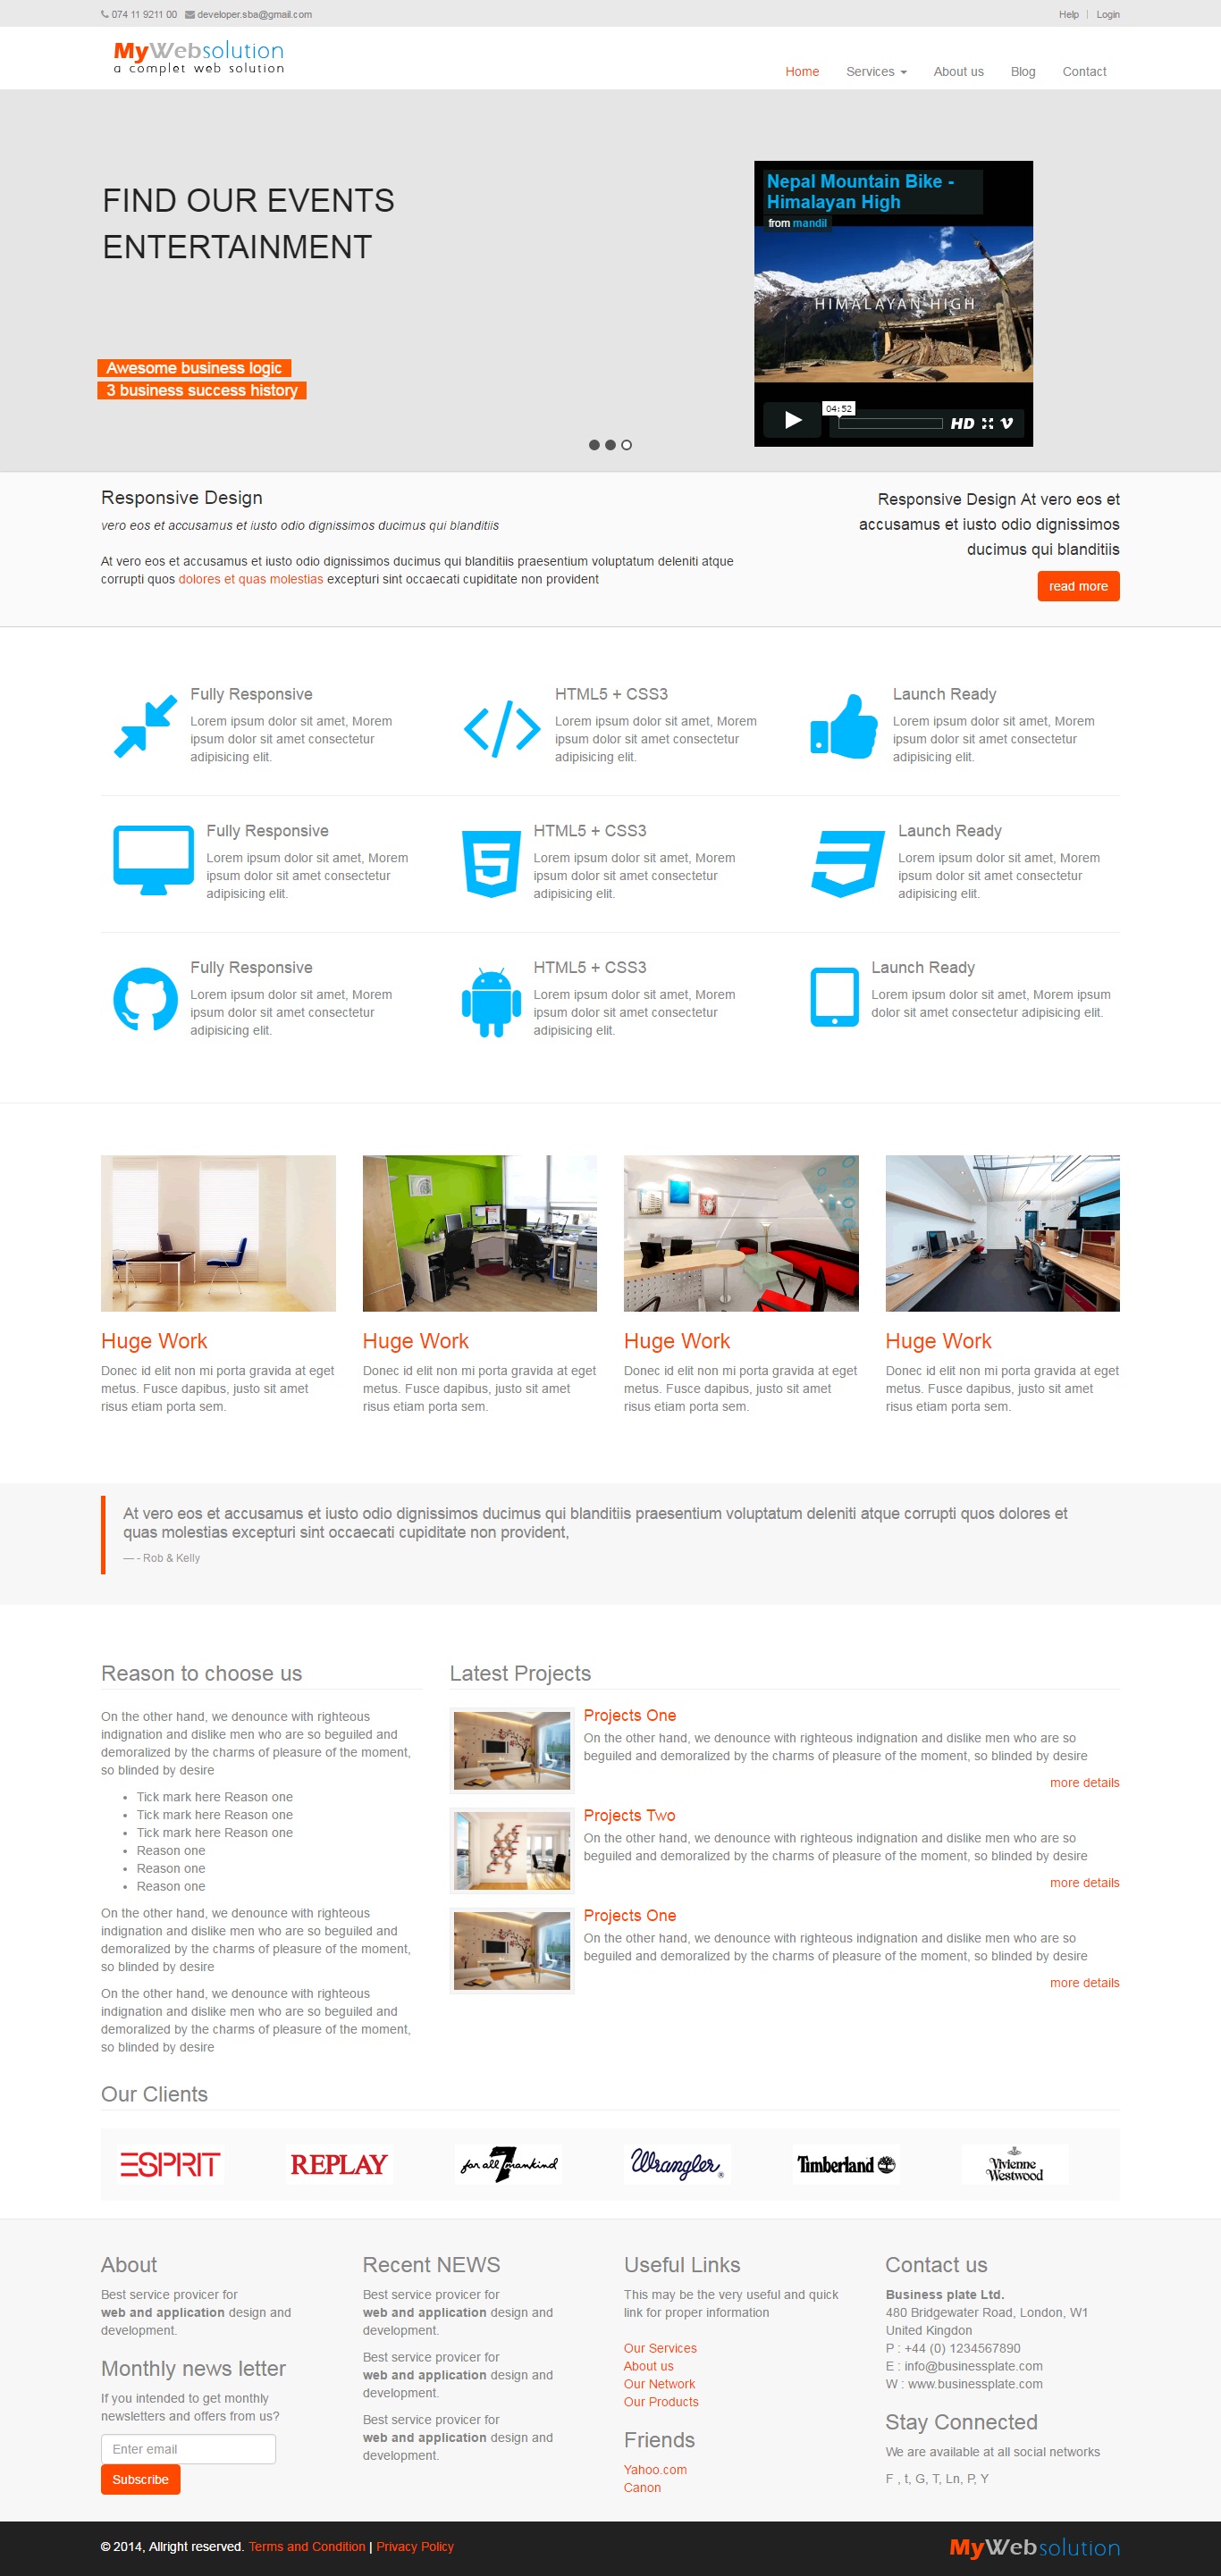 074 11 9211 00 developer.sba@gmail.com
Help | Login
MyWebsolution
a complet web solution
Home Services About us Blog Contact
FIND OUR EVENTS
ENTERTAINMENT
Awesome business logic
3 business success history
Nepal Mountain Bike -
Himalayan High
from mandil
HIMALAYAN HIGH
04:52
HD
Responsive Design
vero eos et accusamus et iusto odio dignissimos ducimus qui blanditiis
At vero eos et accusamus et iusto odio dignissimos ducimus qui blanditiis praesentium voluptatum deleniti atque
corrupti quos dolores et quas molestias excepturi sint occaecati cupiditate non provident
Responsive Design At vero eos et
accusamus et iusto odio dignissimos
ducimus qui blanditiis
read more
Fully Responsive
Lorem ipsum dolor sit amet, Morem
ipsum dolor sit amet consectetur
adipisicing elit.
HTML5 + CSS3
Lorem ipsum dolor sit amet, Morem
ipsum dolor sit amet consectetur
adipisicing elit.
Launch Ready
Lorem ipsum dolor sit amet, Morem
ipsum dolor sit amet consectetur
adipisicing elit.
Fully Responsive
Lorem ipsum dolor sit amet, Morem
ipsum dolor sit amet consectetur
adipisicing elit.
HTML5 + CSS3
Lorem ipsum dolor sit amet, Morem
ipsum dolor sit amet consectetur
adipisicing elit.
Launch Ready
Lorem ipsum dolor sit amet, Morem
ipsum dolor sit amet consectetur
adipisicing elit.
Fully Responsive
Lorem ipsum dolor sit amet, Morem
ipsum dolor sit amet consectetur
adipisicing elit.
HTML5 + CSS3
Lorem ipsum dolor sit amet, Morem
ipsum dolor sit amet consectetur
adipisicing elit.
Launch Ready
Lorem ipsum dolor sit amet, Morem ipsum
dolor sit amet consectetur adipisicing elit.
Huge Work
Donec id elit non mi porta gravida at eget
metus. Fusce dapibus, justo sit amet
risus etiam porta sem.
Huge Work
Donec id elit non mi porta gravida at eget
metus. Fusce dapibus, justo sit amet
risus etiam porta sem.
Huge Work
Donec id elit non mi porta gravida at eget
metus. Fusce dapibus, justo sit amet
risus etiam porta sem.
Huge Work
Donec id elit non mi porta gravida at eget
metus. Fusce dapibus, justo sit amet
risus etiam porta sem.
At vero eos et accusamus et iusto odio dignissimos ducimus qui blanditiis praesentium voluptatum deleniti atque corrupti quos dolores et
quas molestias excepturi sint occaecati cupiditate non provident,
— - Rob & Kelly
Reason to choose us
On the other hand, we denounce with righteous
indignation and dislike men who are so beguiled and
demoralized by the charms of pleasure of the moment,
so blinded by desire
• Tick mark here Reason one
• Tick mark here Reason one
• Tick mark here Reason one
• Reason one
• Reason one
• Reason one
On the other hand, we denounce with righteous
indignation and dislike men who are so beguiled and
demoralized by the charms of pleasure of the moment,
so blinded by desire
On the other hand, we denounce with righteous
indignation and dislike men who are so beguiled and
demoralized by the charms of pleasure of the moment,
so blinded by desire
Latest Projects
Projects One
On the other hand, we denounce with righteous indignation and dislike men who are so
beguiled and demoralized by the charms of pleasure of the moment, so blinded by desire
more details
Projects Two
On the other hand, we denounce with righteous indignation and dislike men who are so
beguiled and demoralized by the charms of pleasure of the moment, so blinded by desire
more details
Projects One
On the other hand, we denounce with righteous indignation and dislike men who are so
beguiled and demoralized by the charms of pleasure of the moment, so blinded by desire
more details
Our Clients
ESPRIT
REPLAY
for all 7 mankind
Wrangler ®
Timberland
Vivienne
Westwood
About
Best service provicer for
web and application design and
development.
Monthly news letter
If you intended to get monthly
newsletters and offers from us?
Enter email
Subscribe
Recent NEWS
Best service provicer for
web and application design and
development.
Best service provicer for
web and application design and
development.
Best service provicer for
web and application design and
development.
Useful Links
This may be the very useful and quick
link for proper information
Our Services
About us
Our Network
Our Products
Friends
Yahoo.com
Canon
Contact us
Business plate Ltd.
480 Bridgewater Road, London, W1
United Kingdon
P : +44 (0) 1234567890
E : info@businessplate.com
W : www.businessplate.com
Stay Connected
We are available at all social networks
F , t, G, T, Ln, P, Y
© 2014, Allright reserved. Terms and Condition | Privacy Policy
MyWebsolution